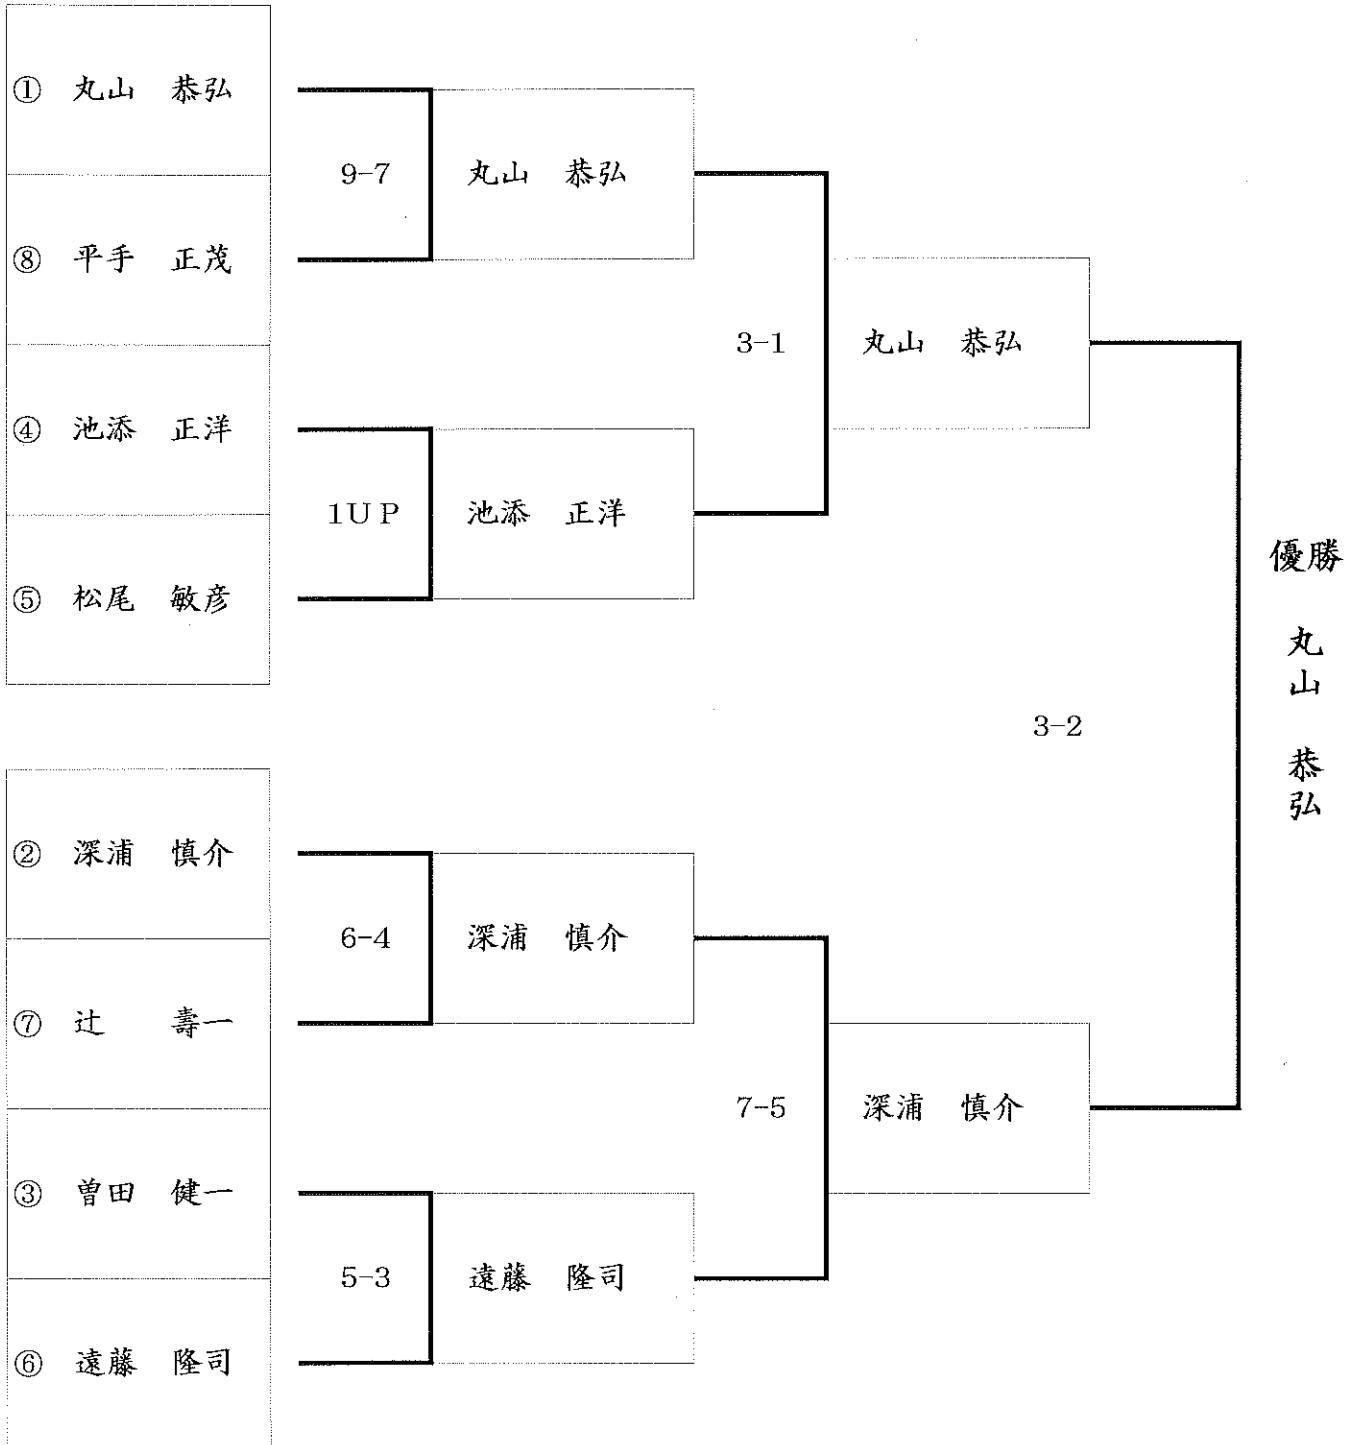 ① 丸山 恭弘
9-7 丸山 恭弘
⑧ 平手 正茂
3-1 丸山 恭弘
④ 池添 正洋
1UP 池添 正洋
⑤ 松尾 敏彦
優勝 丸山 恭弘
3-2
② 深浦 慎介
6-4 深浦 慎介
⑦ 辻 壽一
7-5 深浦 慎介
③ 曽田 健一
5-3 遠藤 隆司
⑥ 遠藤 隆司